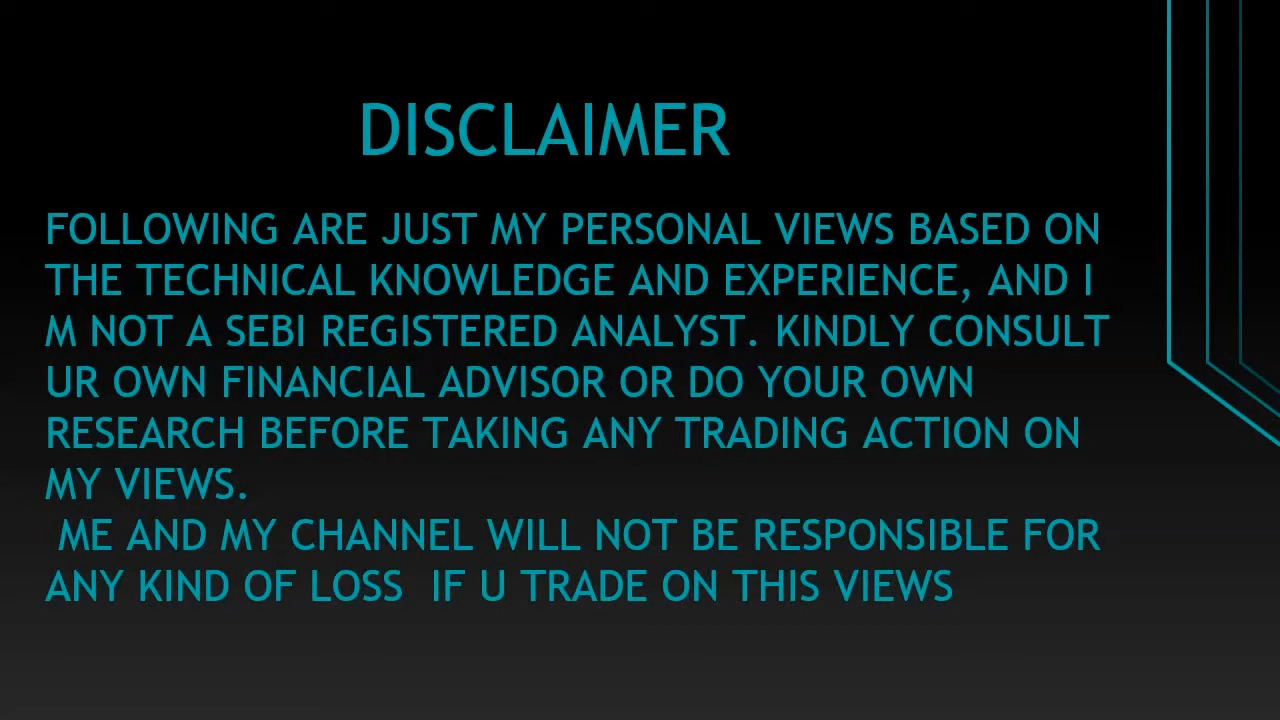 DISCLAIMER
FOLLOWING ARE JUST MY PERSONAL VIEWS BASED ON
THE TECHNICAL KNOWLEDGE AND EXPERIENCE, AND I
M NOT A SEBI REGISTERED ANALYST. KINDLY CONSULT
UR OWN FINANCIAL ADVISOR OR DO YOUR OWN
RESEARCH BEFORE TAKING ANY TRADING ACTION ON
MY VIEWS.
ME AND MY CHANNEL WILL NOT BE RESPONSIBLE FOR
ANY KIND OF LOSS  IF U TRADE ON THIS VIEWS